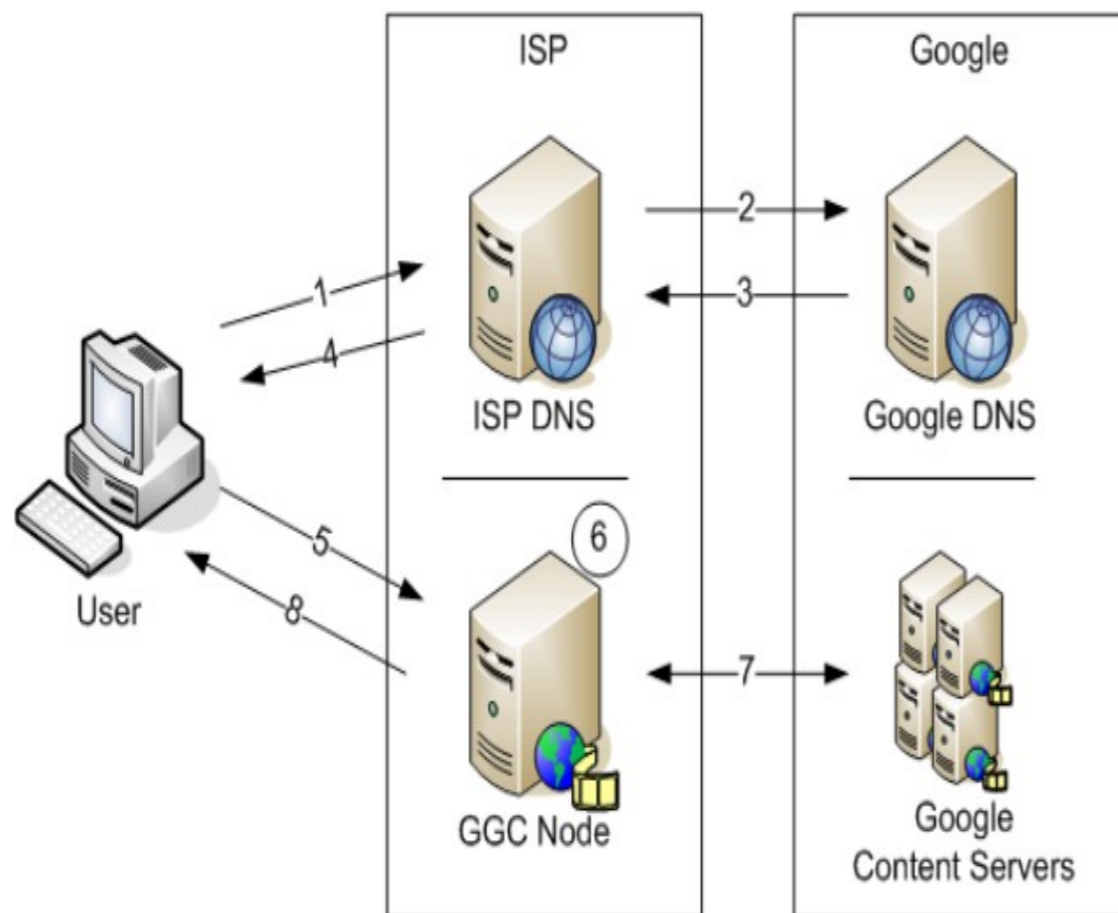 ISP
Google
2
1
3
4
ISP DNS
Google DNS
5
6
User
8
7
GGC Node
Google
Content Servers